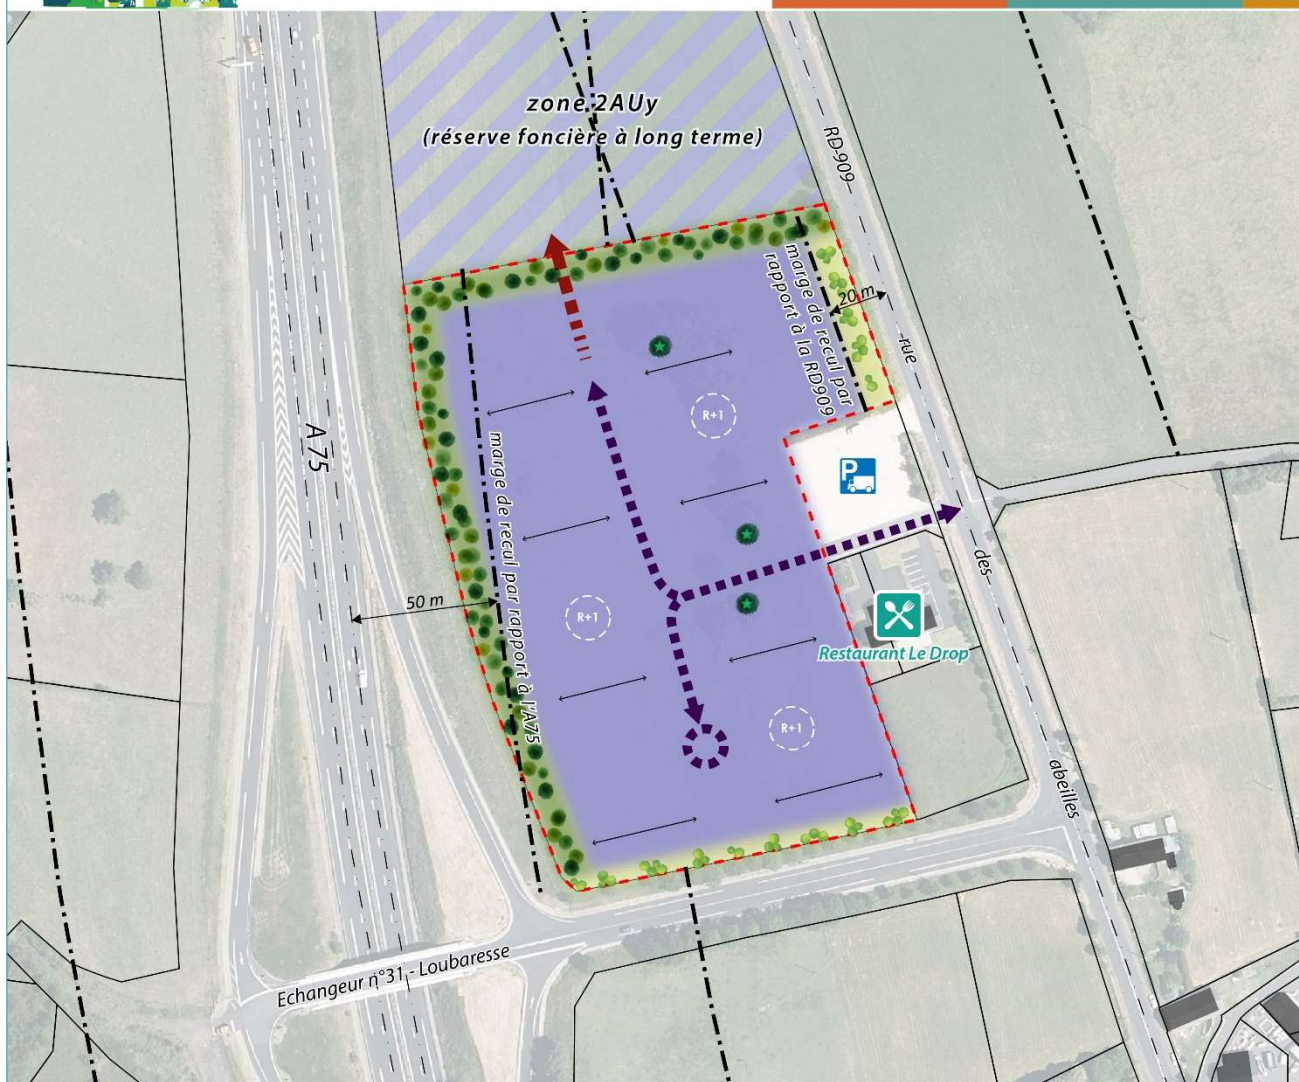 zone 2AUy
(réserve foncière à long terme)
RD-909
marge de recul par
rapport à la RD909
20 m
rue
A 75
R+1
P
marge de recul par rapport à l'A75
50 m
R+1
des
Restaurant Le Drop
R+1
abeilles
Echangeur n°31 - Loubaresse